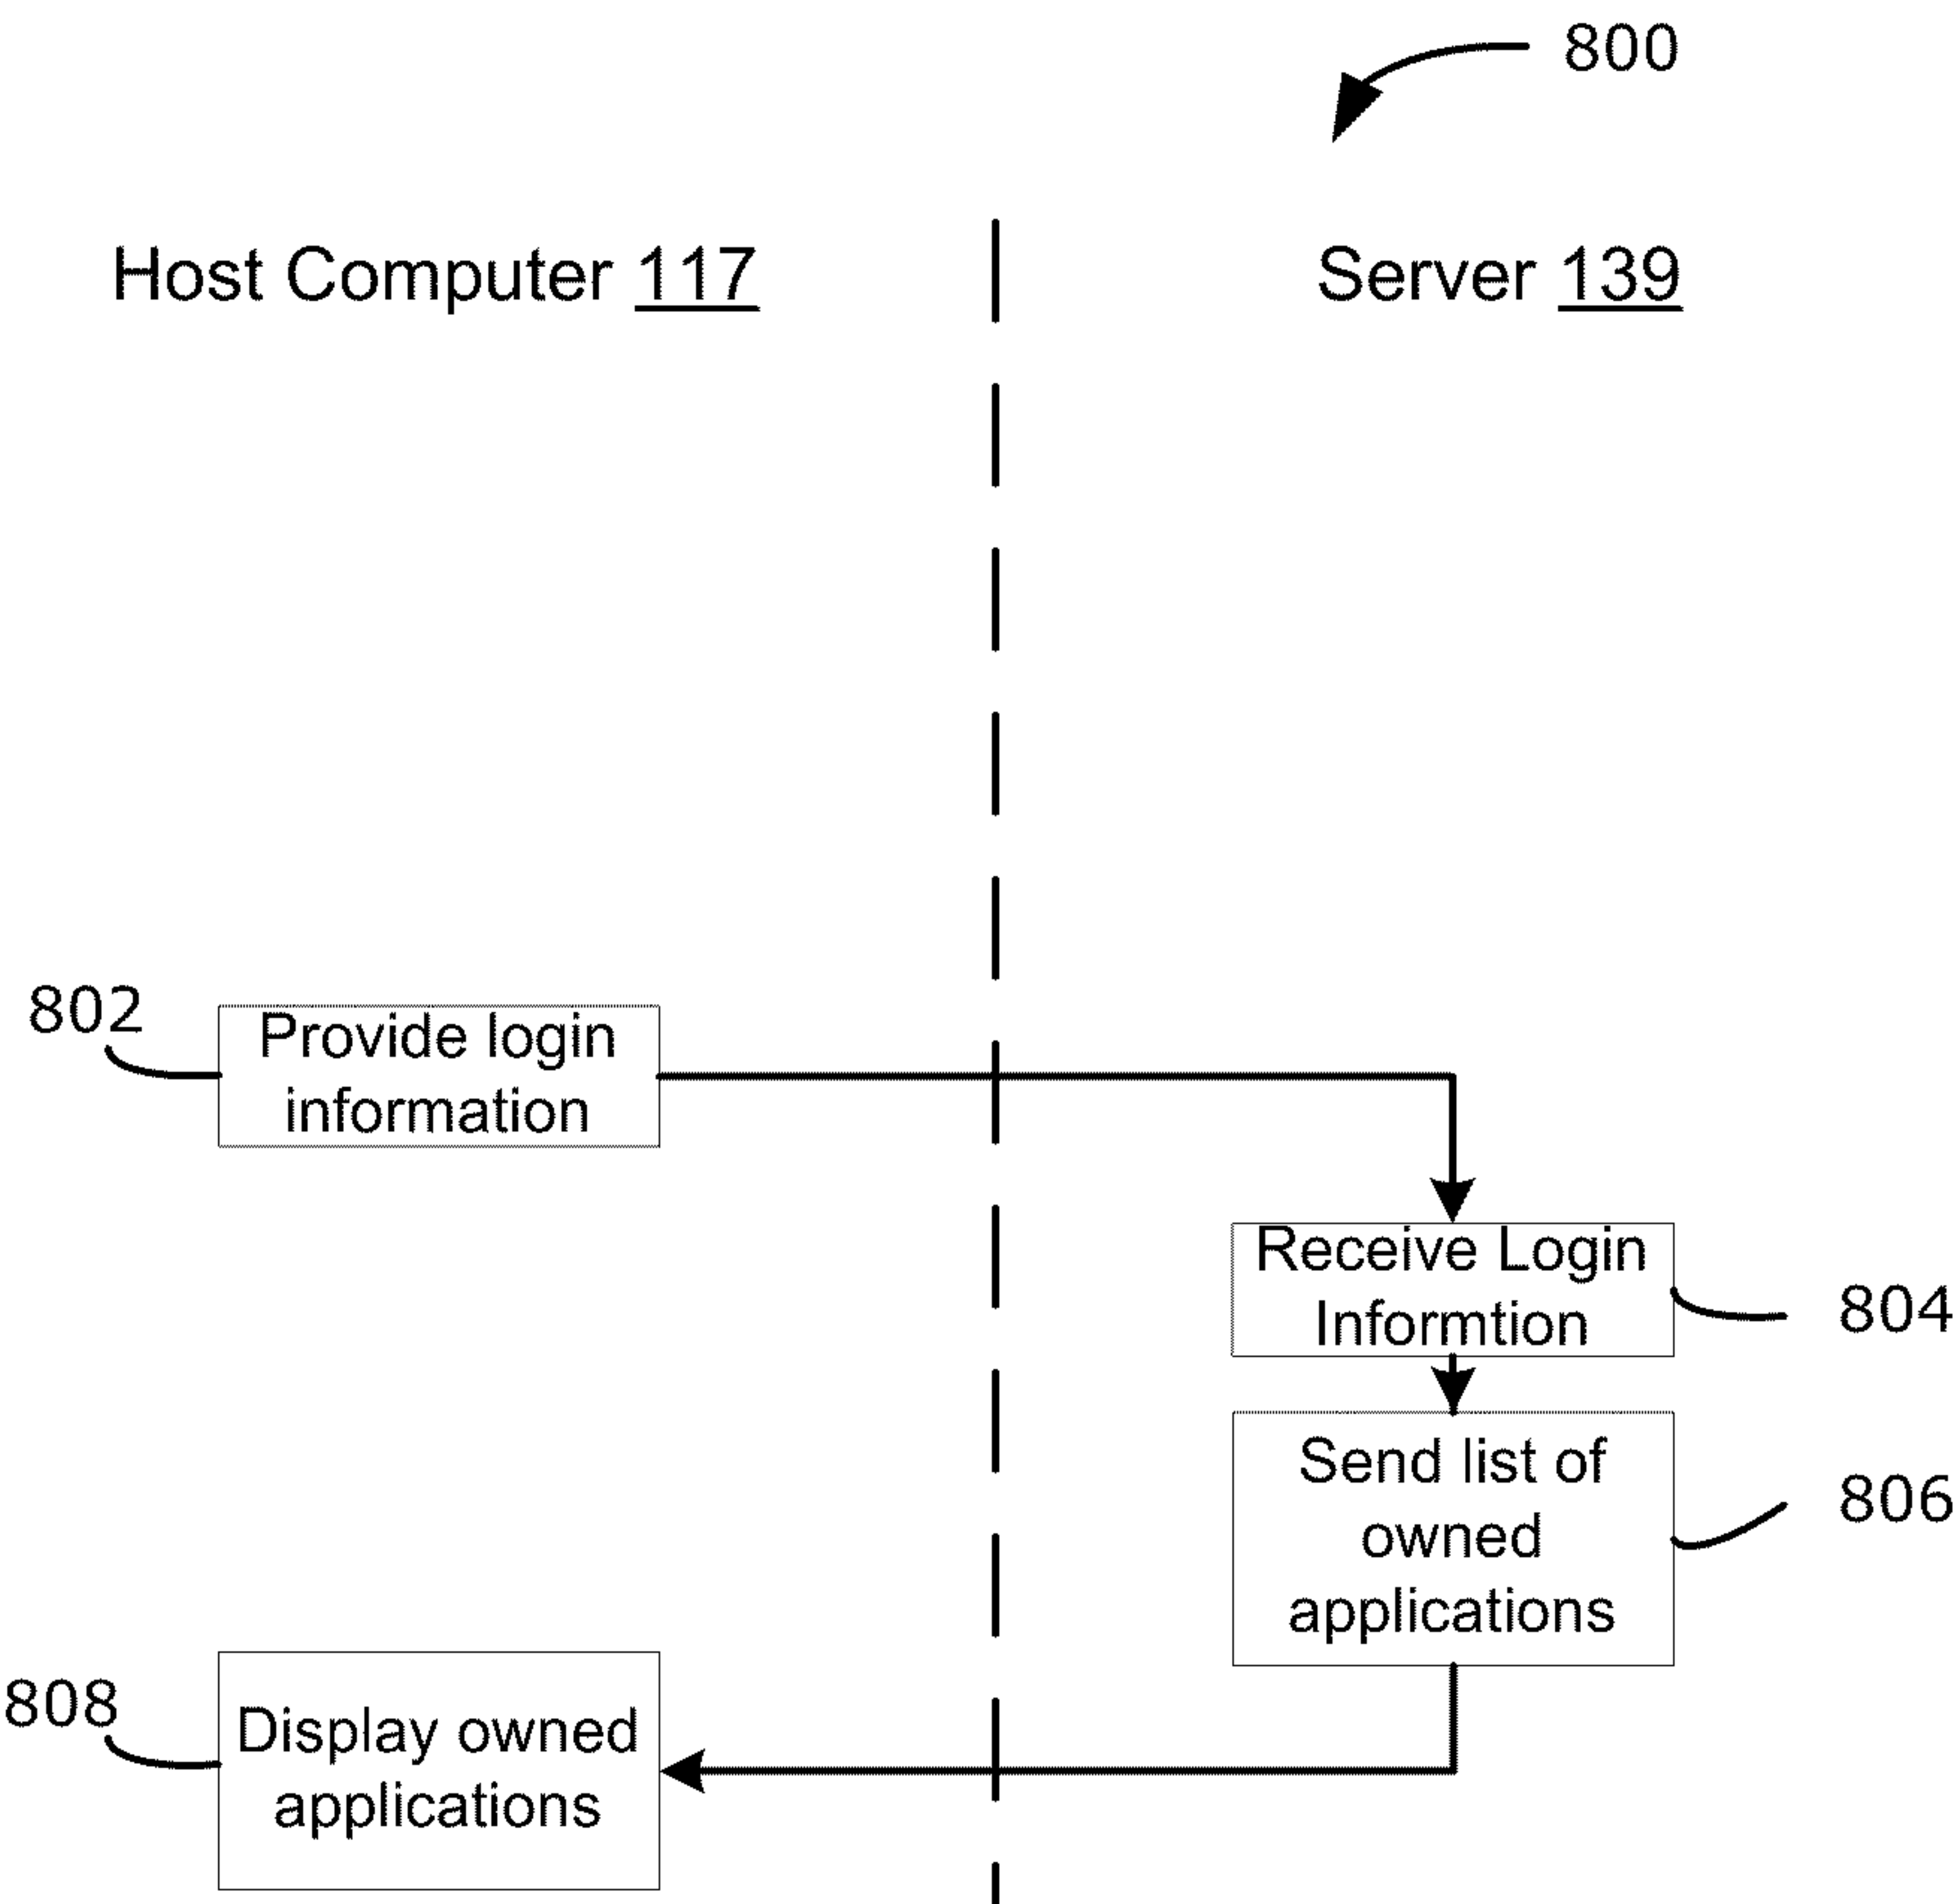 800
Host Computer 117
Server 139
802
Provide login
information
Receive Login
Informtion
804
Send list of
owned
applications
806
808
Display owned
applications